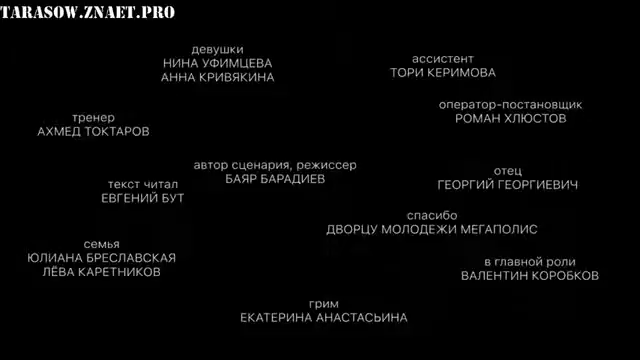 TARASOW.ZNAET.PRO
девушки
НИНА УФИМЦЕВА
АННА КРИВЯКИНА
ассистент
ТОРИ КЕРИМОВА
оператор-постановщик
РОМАН ХЛЮСТОВ
тренер
АХМЕД ТОКТАРОВ
автор сценария, режиссер
БАЯР БАРАДИЕВ
отец
ГЕОРГИЙ ГЕОРГИЕВИЧ
текст читал
ЕВГЕНИЙ БУТ
спасибо
ДВОРЦУ МОЛОДЕЖИ МЕГАПОЛИС
семья
ЮЛИАНА БРЕСЛАВСКАЯ
ЛЁВА КАРЕТНИКОВ
в главной роли
ВАЛЕНТИН КОРОБКОВ
грим
ЕКАТЕРИНА АНАСТАСЬИНА